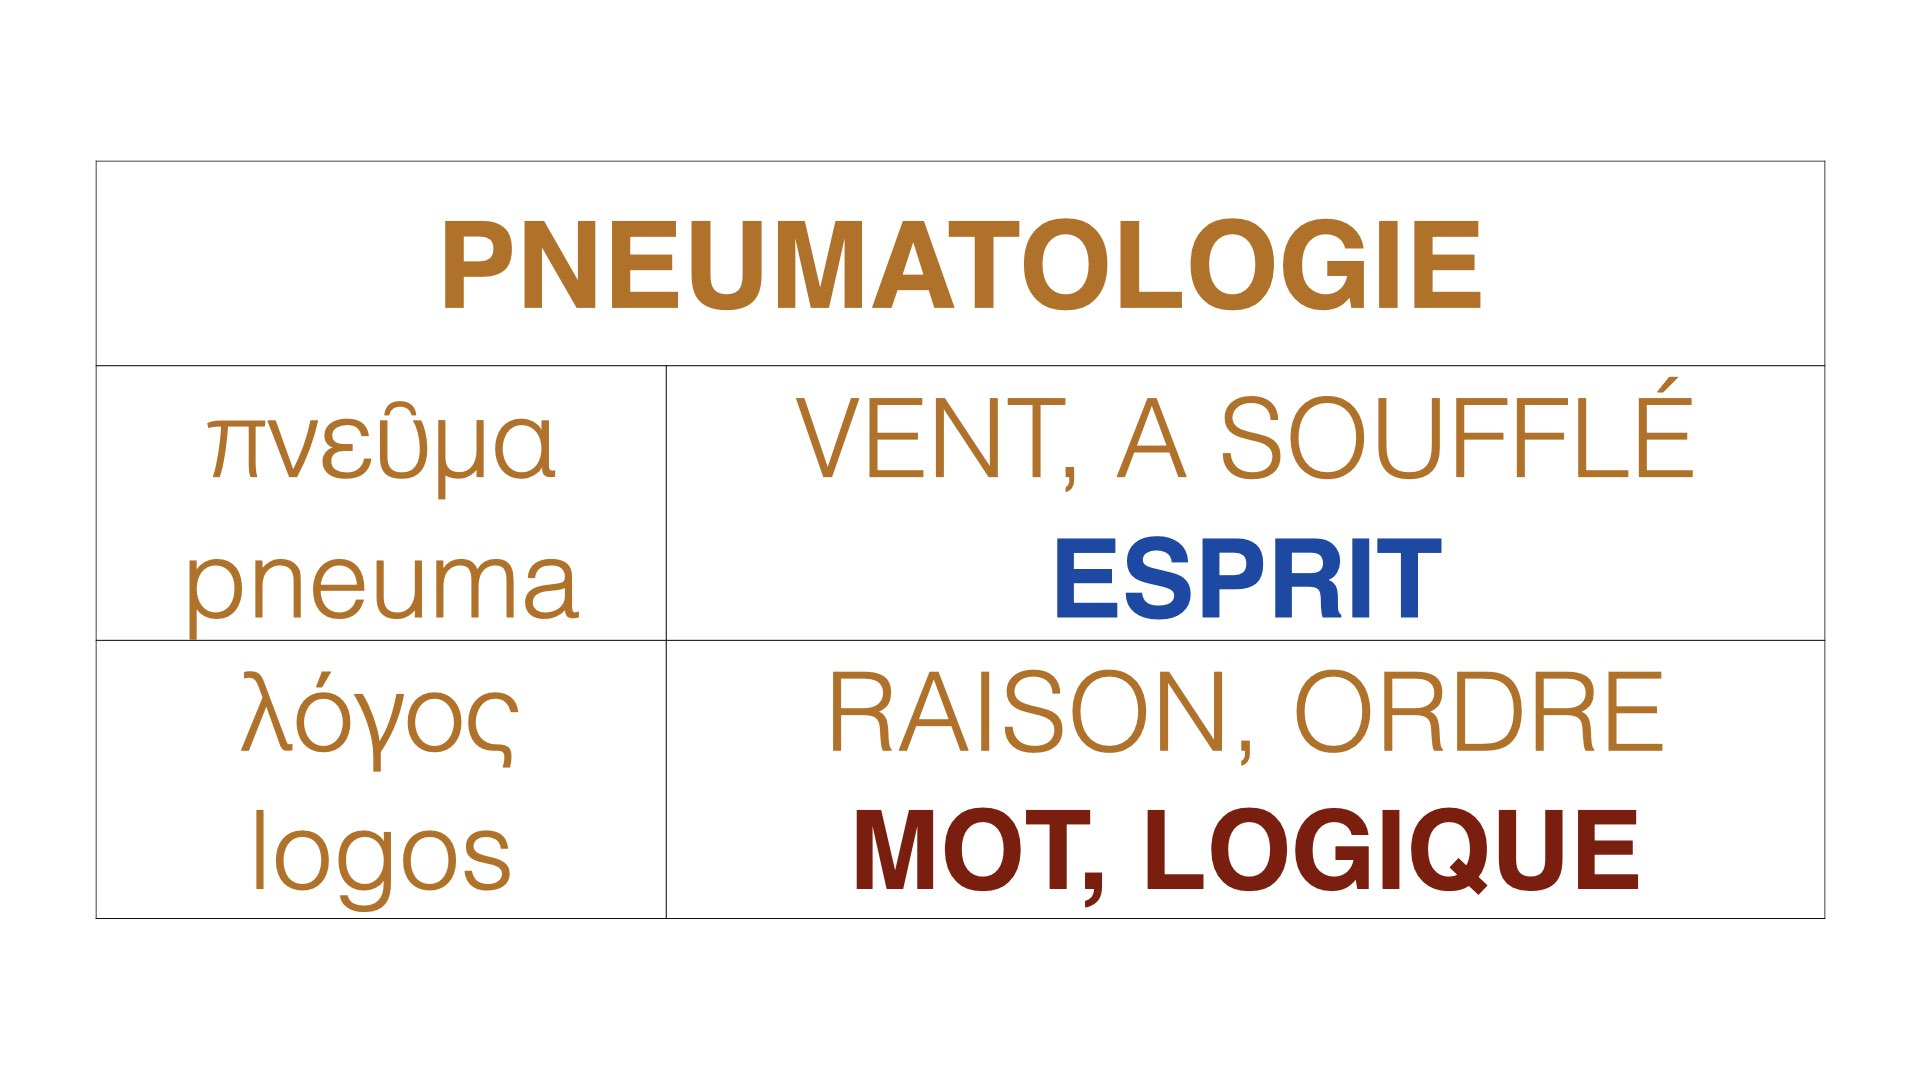 PNEUMATOLOGIE
πνεῦμα
pneuma
VENT, A SOUFFLÉ
ESPRIT
λόγος
logos
RAISON, ORDRE
MOT, LOGIQUE